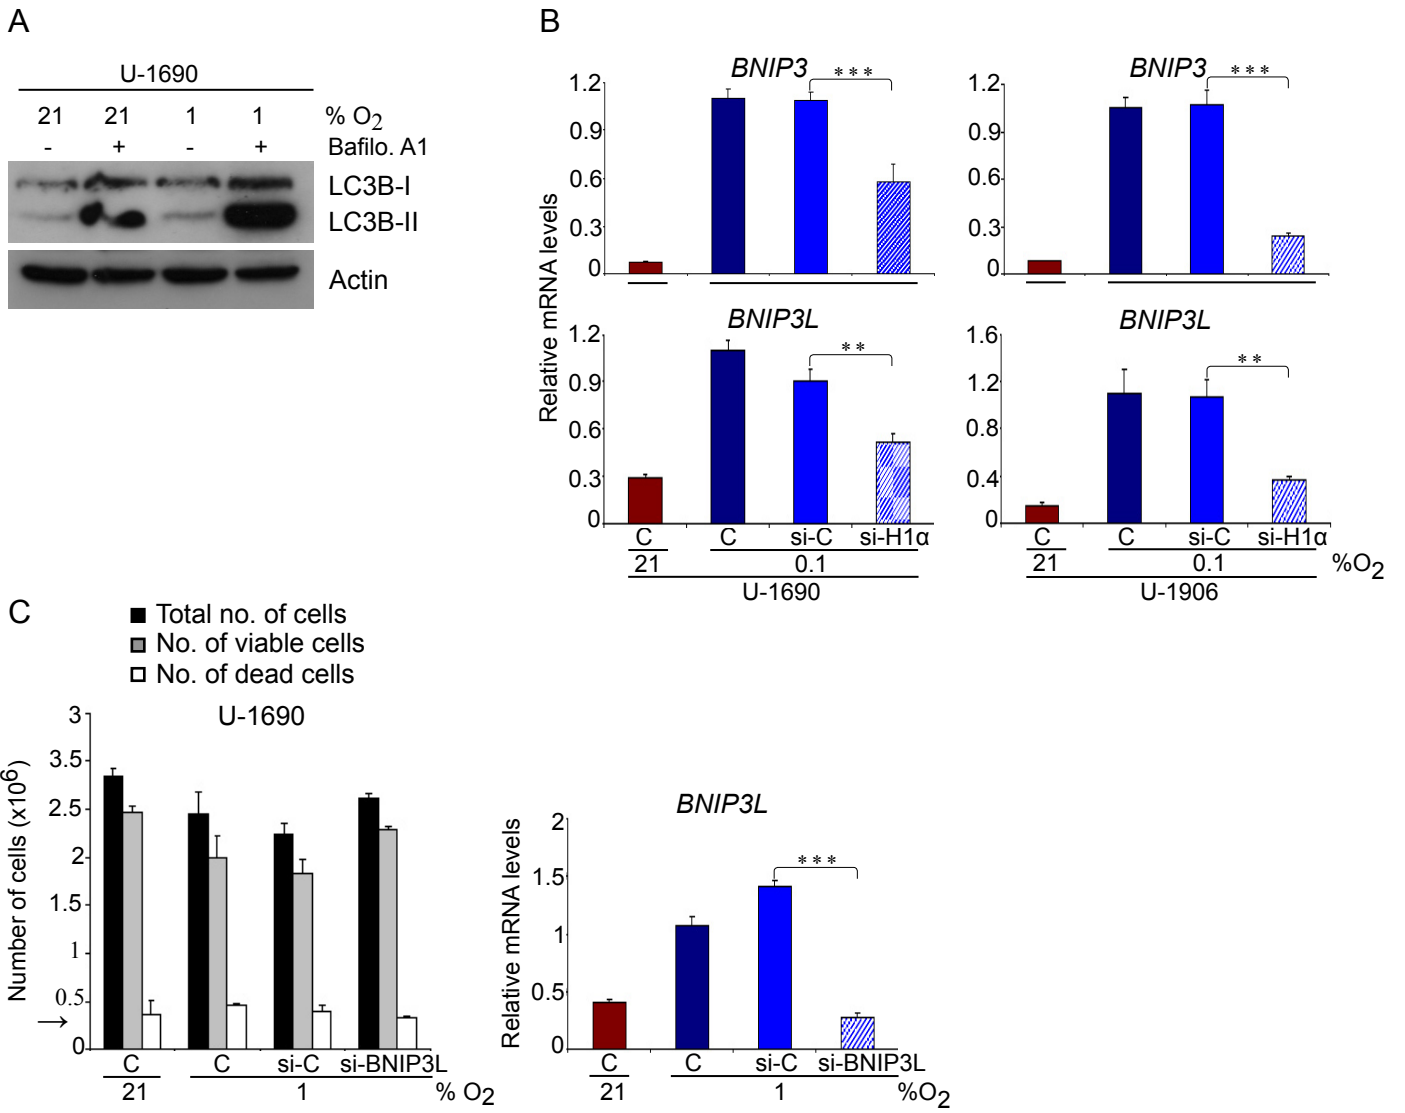 A
U-1690
21 21 1 1 % O2
- + - + Bafilo. A1
LC3B-I
LC3B-II
Actin
B
Relative mRNA levels
BNIP3
***
1.2
0.9
0.6
0.3
0
BNIP3
***
1.2
0.9
0.6
0.3
0
BNIP3L
**
1.2
0.9
0.6
0.3
0
C C si-C si-H1α
21 0.1
U-1690
BNIP3L
**
1.6
1.2
0.8
0.4
0
C C si-C si-H1α
21 0.1 %O2
U-1906
C
Total no. of cells
No. of viable cells
No. of dead cells
U-1690
Number of cells (x106)
3
3.5
2.5
2
1.5
1
0.5
→
0
C C si-C si-BNIP3L
21 1 % O2
BNIP3L
***
Relative mRNA levels
2
1.5
1
0.5
0
C C si-C si-BNIP3L
21 1 %O2